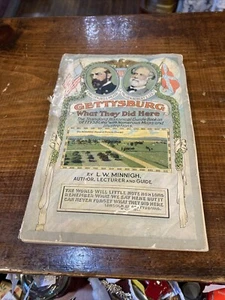 GETTYSBURG
What They Did Here
BY L.W. MINNIGH.
AUTHOR, LECTURER AND GUIDE.
THE WORLD WILL LITTLE NOTE NOR LONG
REMEMBER WHAT WE SAY HERE BUT IT
CAN NEVER FORGET WHAT THEY DID HERE.